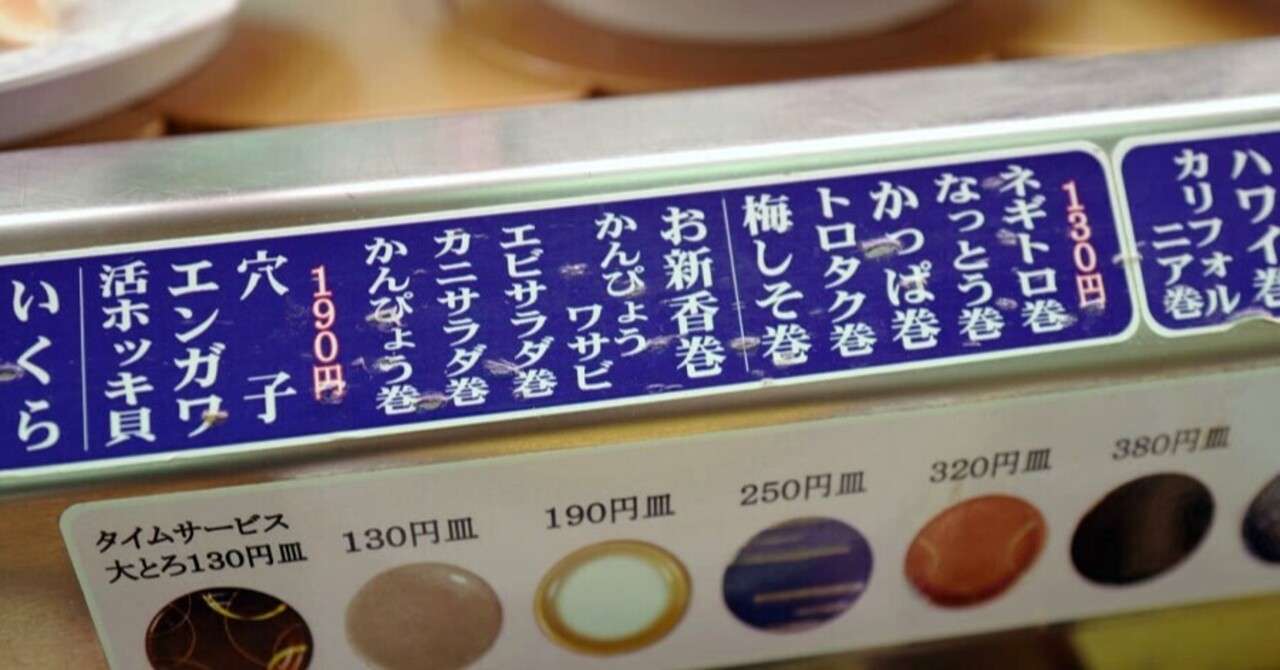 ハワイ巻
カリフォルニア巻
130円
ネギトロ巻
なっとう巻
かっぱ巻
トロタク巻
梅しそ巻
お新香巻
かんぴょうワサビ
エビサラダ巻
カニサラダ巻
かんぴょう巻
190円
穴子
エンガワ
活ホッキ貝
いくら
タイムサービス
大とろ130円皿
130円皿
190円皿
250円皿
320円皿
380円皿